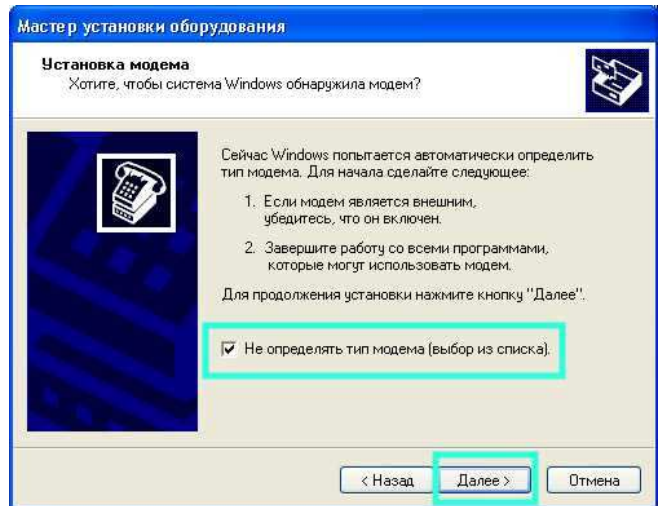 Мастер установки оборудования
Установка модема
Хотите, чтобы система Windows обнаружила модем?
Сейчас Windows попытается автоматически определить
тип модема. Для начала сделайте следующее:
1. Если модем является внешним,
убедитесь, что он включен.
2. Завершите работу со всеми программами,
которые могут использовать модем.
Для продолжения установки нажмите кнопку "Далее".
Не определять тип модема (выбор из списка).
< Назад Далее > Отмена